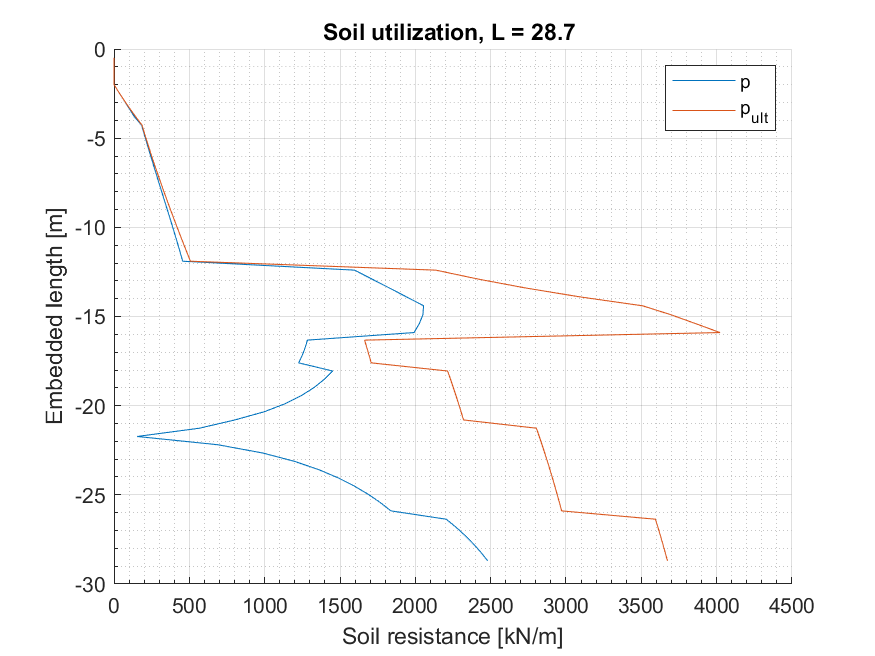 Soil utilization, L = 28.7
p
p_ult
Embedded length [m]
0
-5
-10
-15
-20
-25
-30
0 500 1000 1500 2000 2500 3000 3500 4000 4500
Soil resistance [kN/m]